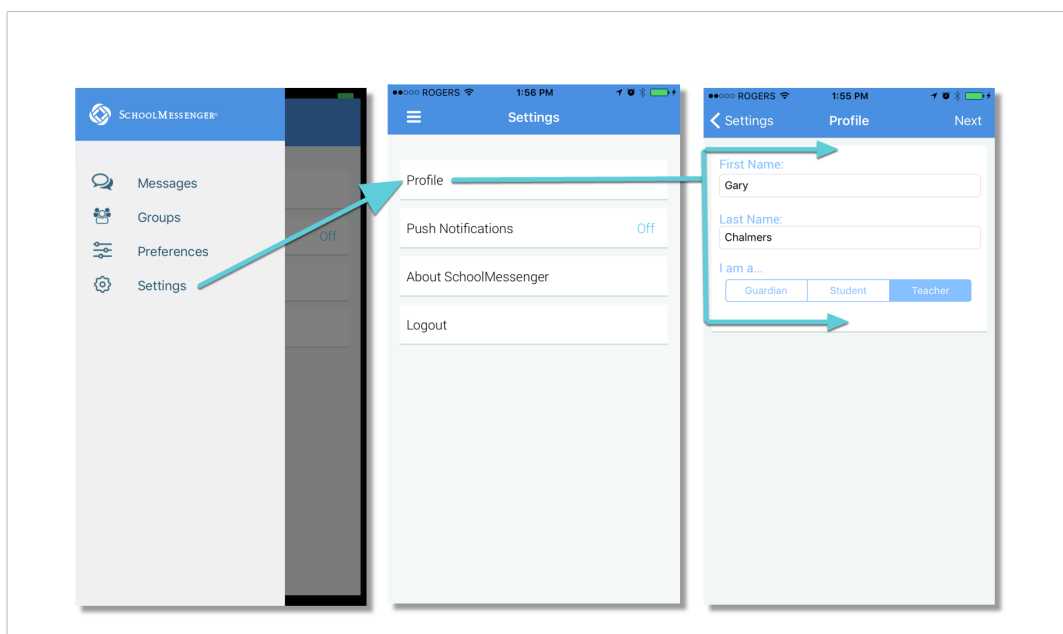 SCHOOLMESSENGER®
Messages
Groups
Preferences
Settings
Off
ROGERS 1:56 PM
Settings
Profile
Push Notifications Off
About SchoolMessenger
Logout
ROGERS 1:55 PM
Settings Profile Next
First Name:
Gary
Last Name:
Chalmers
I am a...
Guardian Student Teacher